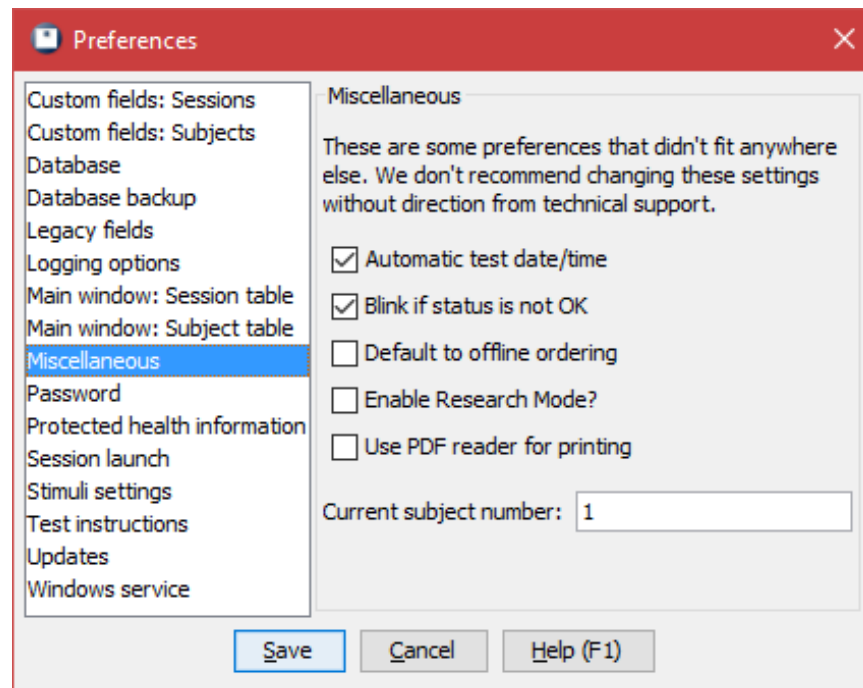 Preferences
Custom fields: Sessions
Custom fields: Subjects
Database
Database backup
Legacy fields
Logging options
Main window: Session table
Main window: Subject table
Miscellaneous
Password
Protected health information
Session launch
Stimuli settings
Test instructions
Updates
Windows service
Miscellaneous
These are some preferences that didn't fit anywhere
else. We don't recommend changing these settings
without direction from technical support.
Automatic test date/time
Blink if status is not OK
Default to offline ordering
Enable Research Mode?
Use PDF reader for printing
Current subject number: 1
Save Cancel Help (F1)